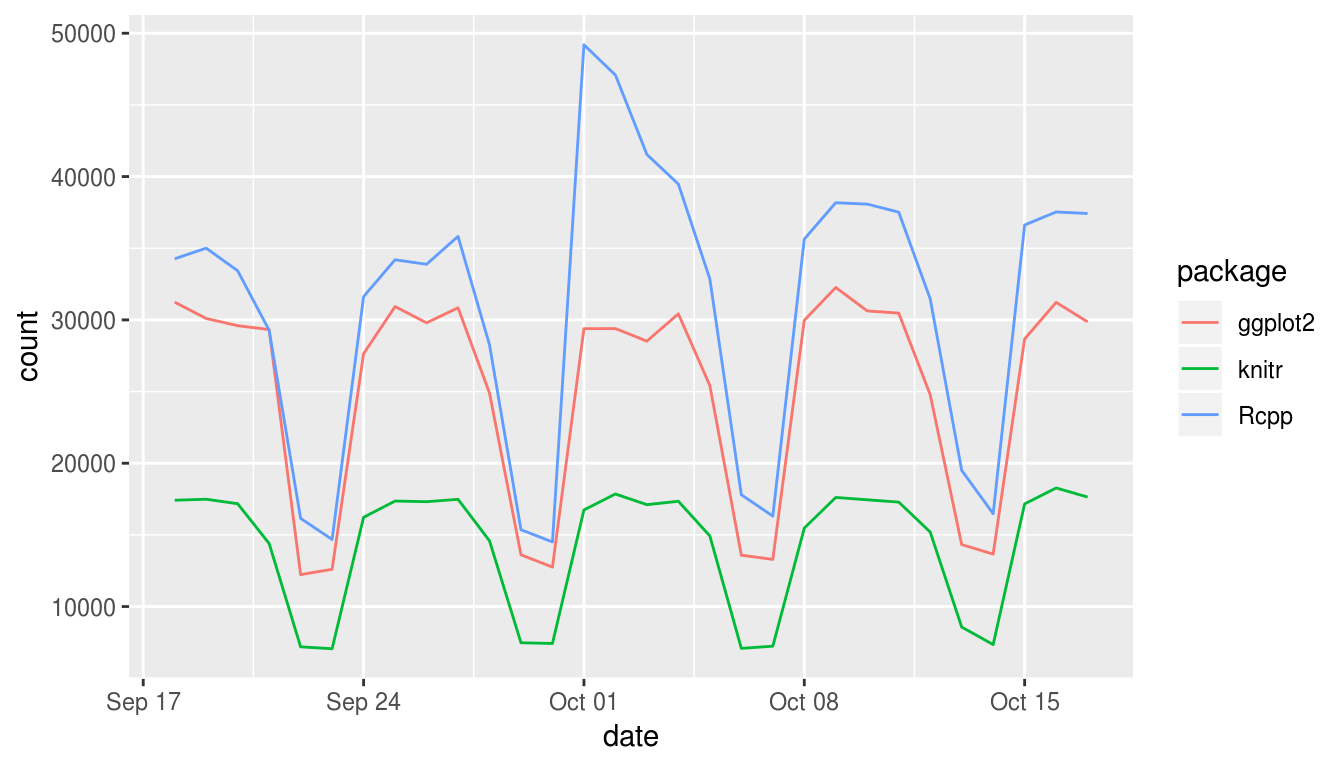 50000
40000
30000
20000
10000
count
Sep 17
Sep 24
Oct 01
Oct 08
Oct 15
date
package
ggplot2
knitr
Rcpp